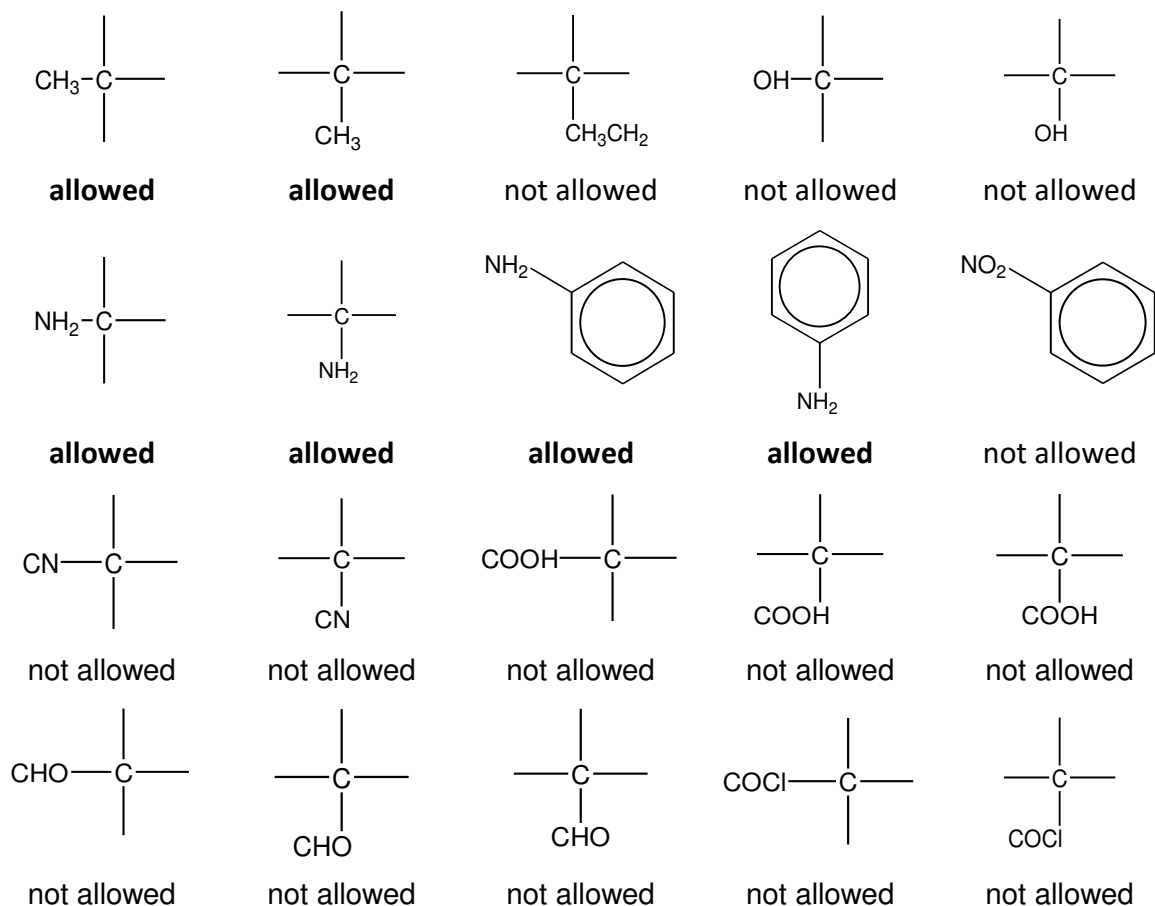 CH₃ C C CH₃ C CH₃CH₂ OH C C OH
allowed allowed not allowed not allowed not allowed
NH₂ C C NH₂ NH₂ NH₂ NO₂
allowed allowed allowed allowed not allowed
CN C C CN COOH C C COOH C COOH
not allowed not allowed not allowed not allowed not allowed
CHO C C CHO C CHO COCl C C COCl
not allowed not allowed not allowed not allowed not allowed